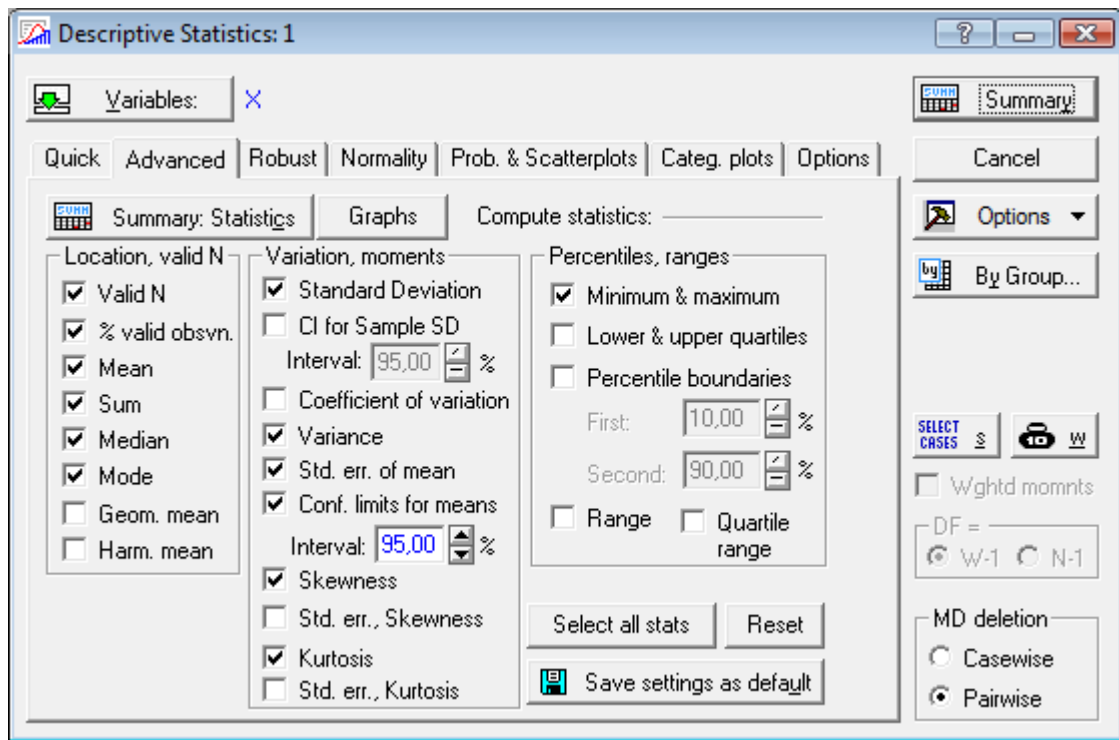 Descriptive Statistics: 1
Variables: X
Summary
Quick Advanced Robust Normality Prob. & Scatterplots Categ. plots Options
Cancel
Summary: Statistics Graphs Compute statistics:
Options
By Group...
Location, valid N
Valid N
% valid obsvn.
Mean
Sum
Median
Mode
Geom. mean
Harm. mean
Variation, moments
Standard Deviation
CI for Sample SD
Interval: 95,00 %
Coefficient of variation
Variance
Std. err. of mean
Conf. limits for means
Interval: 95,00 %
Skewness
Std. err., Skewness
Kurtosis
Std. err., Kurtosis
Percentiles, ranges
Minimum & maximum
Lower & upper quartiles
Percentile boundaries
First: 10,00 %
Second: 90,00 %
Range Quartile range
Select all stats Reset
Save settings as default
SELECT CASES S W
Wghtd momnts
DF =
W-1 N-1
MD deletion
Casewise
Pairwise